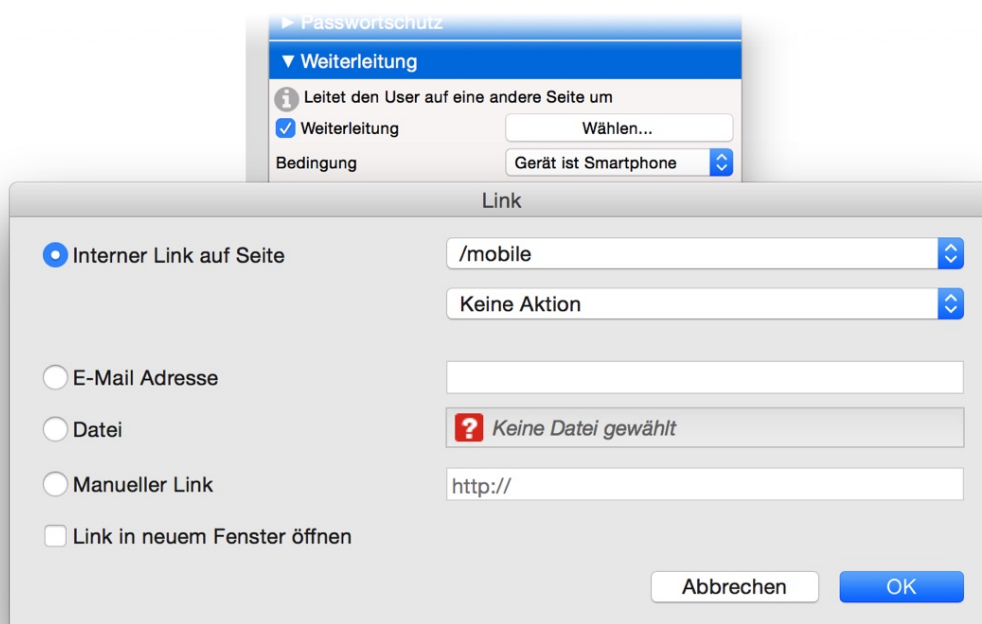 Passwortschutz
Weiterleitung
Leitet den User auf eine andere Seite um
Weiterleitung Wählen...
Bedingung Gerät ist Smartphone
Link
Interner Link auf Seite /mobile
Keine Aktion
E-Mail Adresse
Datei ? Keine Datei gewählt
Manueller Link http://
Link in neuem Fenster öffnen
Abbrechen OK